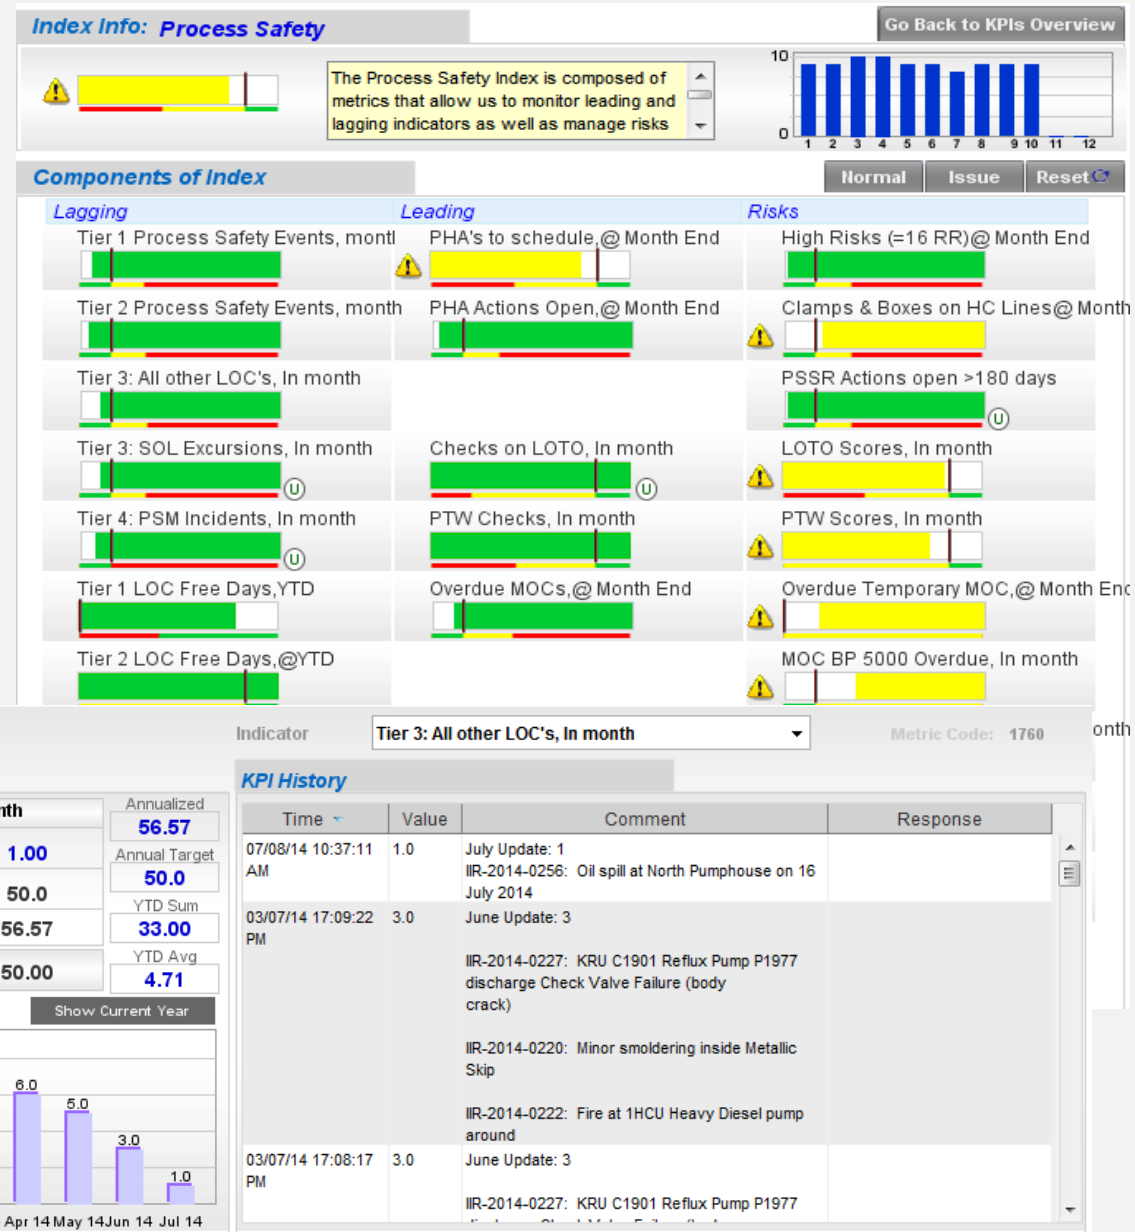 Index Info: Process Safety
Go Back to KPIs Overview
The Process Safety Index is composed of
metrics that allow us to monitor leading and
lagging indicators as well as manage risks
10
0
1 2 3 4 5 6 7 8 9 10 11 12
Components of Index
Normal Issue Reset
Lagging Leading Risks
Tier 1 Process Safety Events, montl PHA's to schedule,@ Month End High Risks (=16 RR)@ Month End
Tier 2 Process Safety Events, month PHA Actions Open,@ Month End Clamps & Boxes on HC Lines@ Month
Tier 3: All other LOC's, In month PSSR Actions open >180 days
U
Tier 3: SOL Excursions, In month Checks on LOTO, In month LOTO Scores, In month
U U
Tier 4: PSM Incidents, In month PTW Checks, In month PTW Scores, In month
U
Tier 1 LOC Free Days,YTD Overdue MOCs,@ Month End Overdue Temporary MOC,@ Month End
Tier 2 LOC Free Days,@YTD MOC BP 5000 Overdue, In month
Indicator Tier 3: All other LOC's, In month Metric Code: 1760
onth
KPI History
nth
Annualized
56.57
1.00
Annual Target
50.0
50.0
YTD Sum
56.57
33.00
YTD Avg
50.00
4.71
Show Current Year
6.0
5.0
3.0
1.0
Apr 14 May 14 Jun 14 Jul 14
Time Value Comment Response
07/08/14 10:37:11 1.0 July Update: 1
AM IIR-2014-0256: Oil spill at North Pumphouse on 16
July 2014
03/07/14 17:09:22 3.0 June Update: 3
PM
IIR-2014-0227: KRU C1901 Reflux Pump P1977
discharge Check Valve Failure (body
crack)
IIR-2014-0220: Minor smoldering inside Metallic
Skip
IIR-2014-0222: Fire at 1HCU Heavy Diesel pump
around
03/07/14 17:08:17 3.0 June Update: 3
PM
IIR-2014-0227: KRU C1901 Reflux Pump P1977